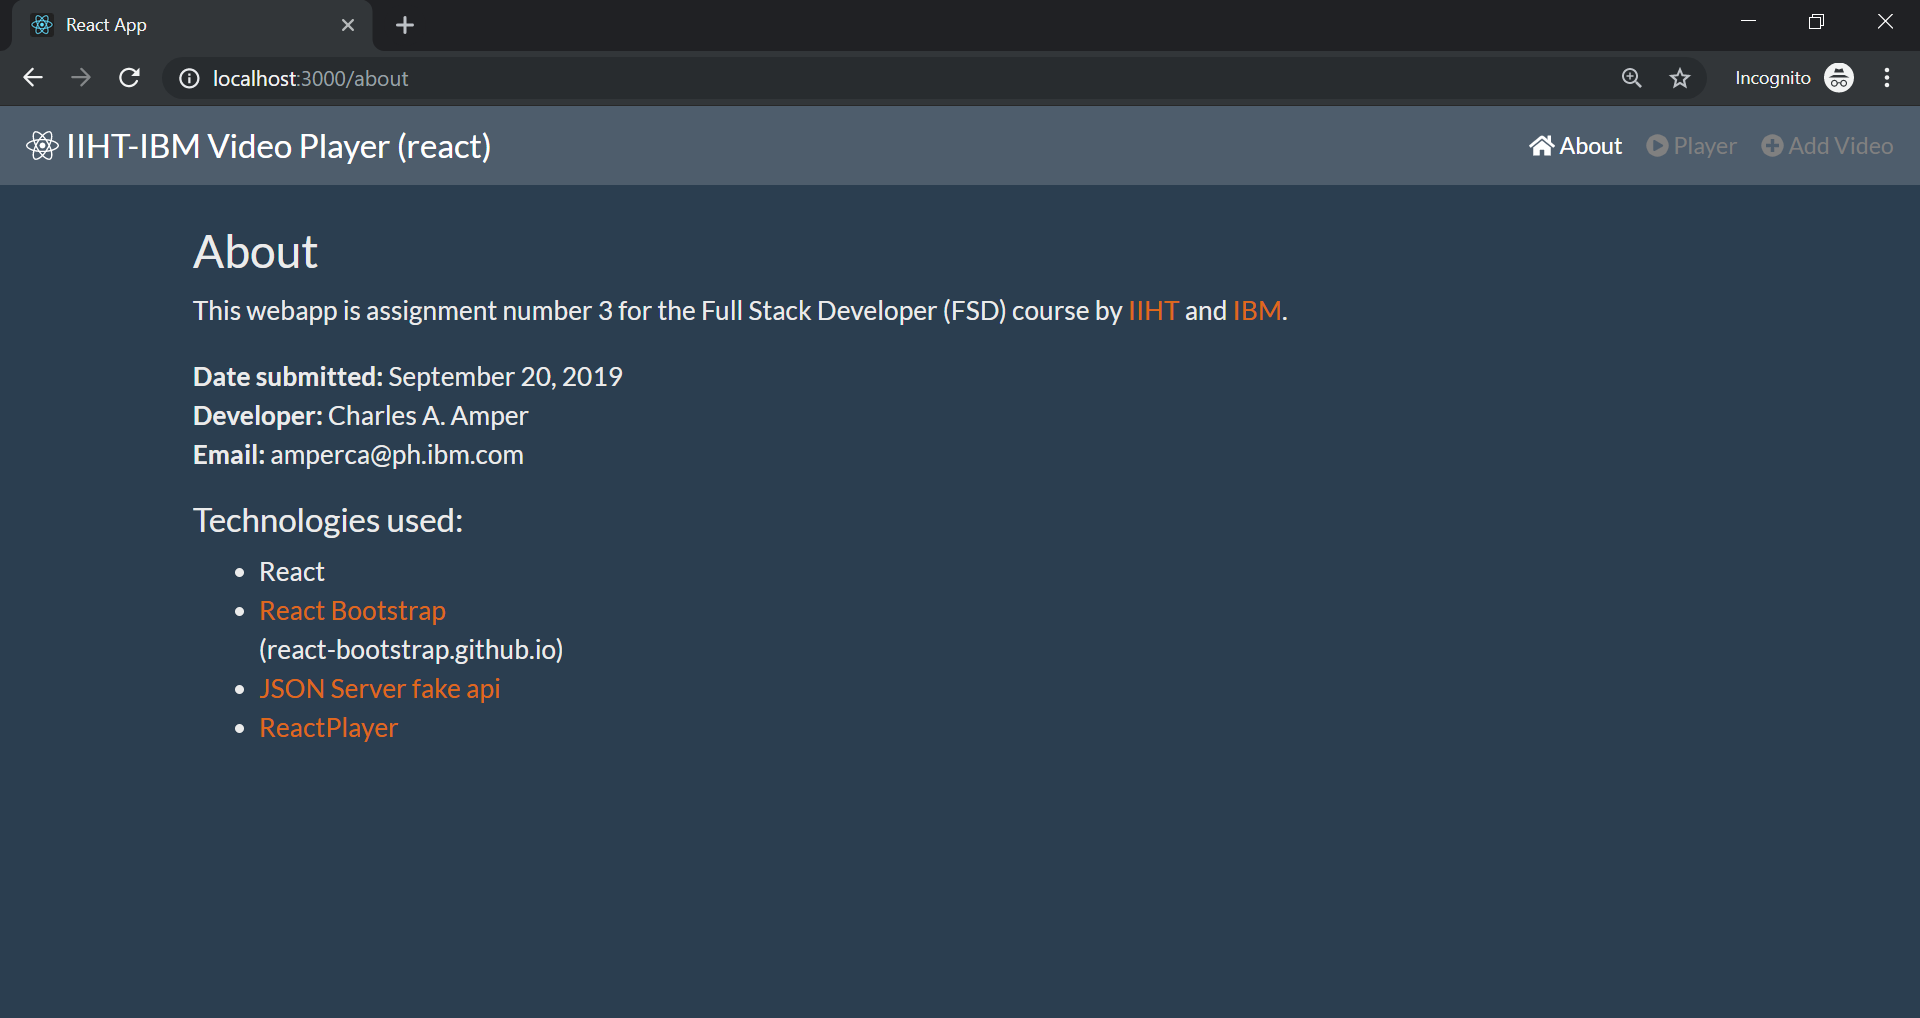 React App
localhost:3000/about
Incognito
IIHT-IBM Video Player (react)
About Player Add Video
About
This webapp is assignment number 3 for the Full Stack Developer (FSD) course by IIHT and IBM.
Date submitted: September 20, 2019
Developer: Charles A. Amper
Email: amperca@ph.ibm.com
Technologies used:
React
React Bootstrap
(react-bootstrap.github.io)
JSON Server fake api
ReactPlayer